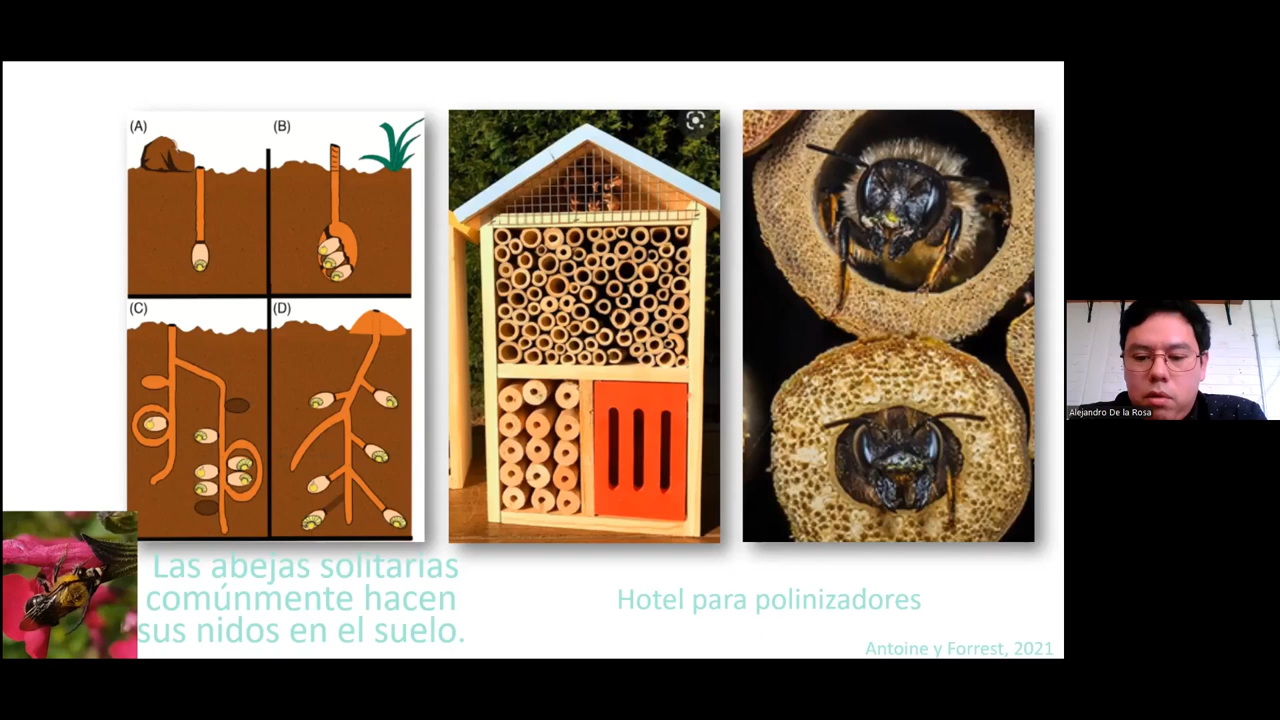 (A)
(B)
(C)
(D)
Las abejas solitarias
comúnmente hacen
sus nidos en el suelo.
Hotel para polinizadores
Antoine y Forrest, 2021
Alejandro De la Rosa